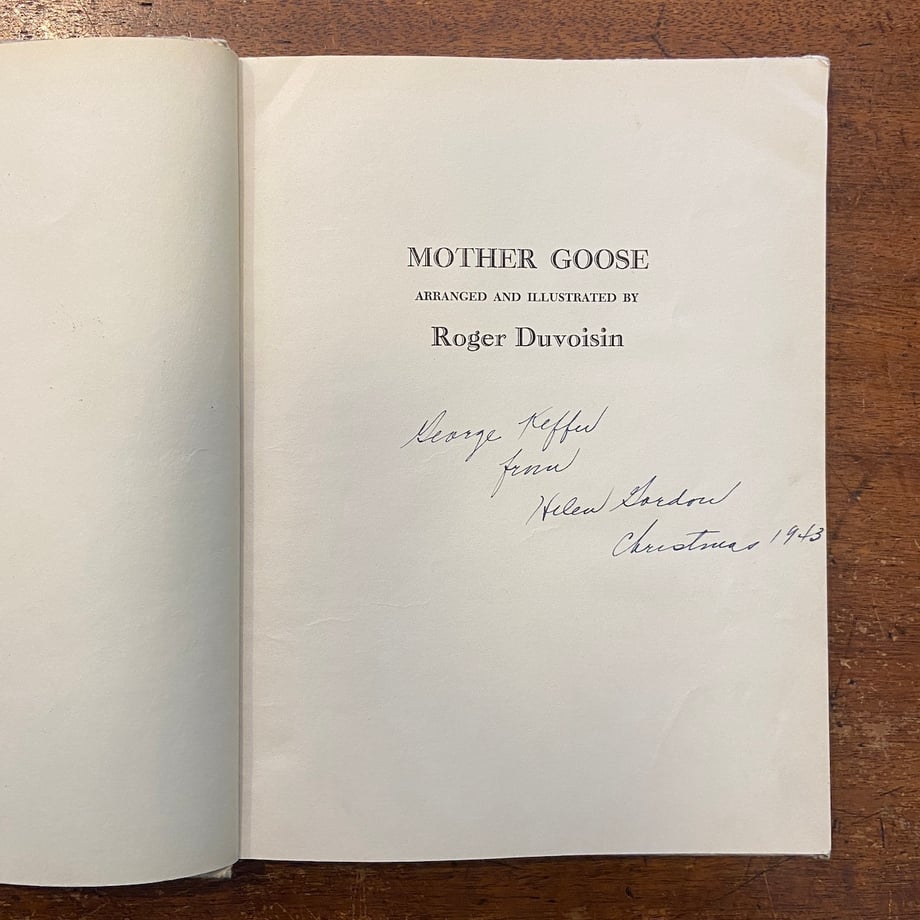 MOTHER GOOSE
ARRANGED AND ILLUSTRATED BY
Roger Duvoisin
George Keffer
from
Helen Gordon
Christmas 1943